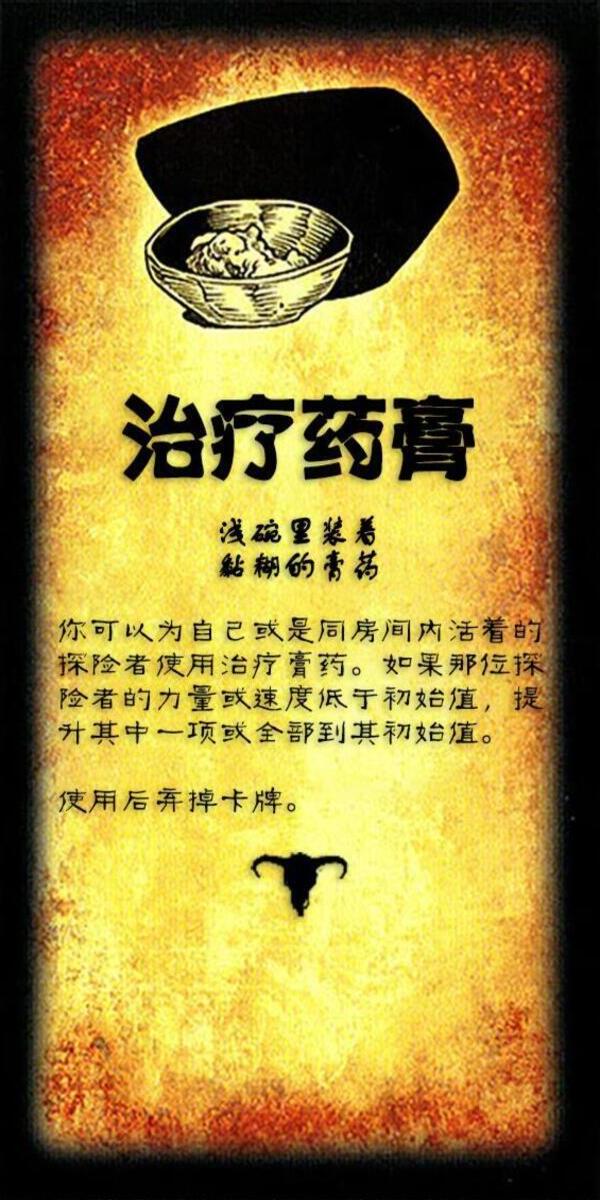 治疗药膏
浅碗里装着
黏糊的膏药
你可以为自己或是同房间内活着的
探险者使用治疗膏药。如果那位探
险者的力量或速度低于初始值，提
升其中一项或全部到其初始值。
使用后弃掉卡牌。